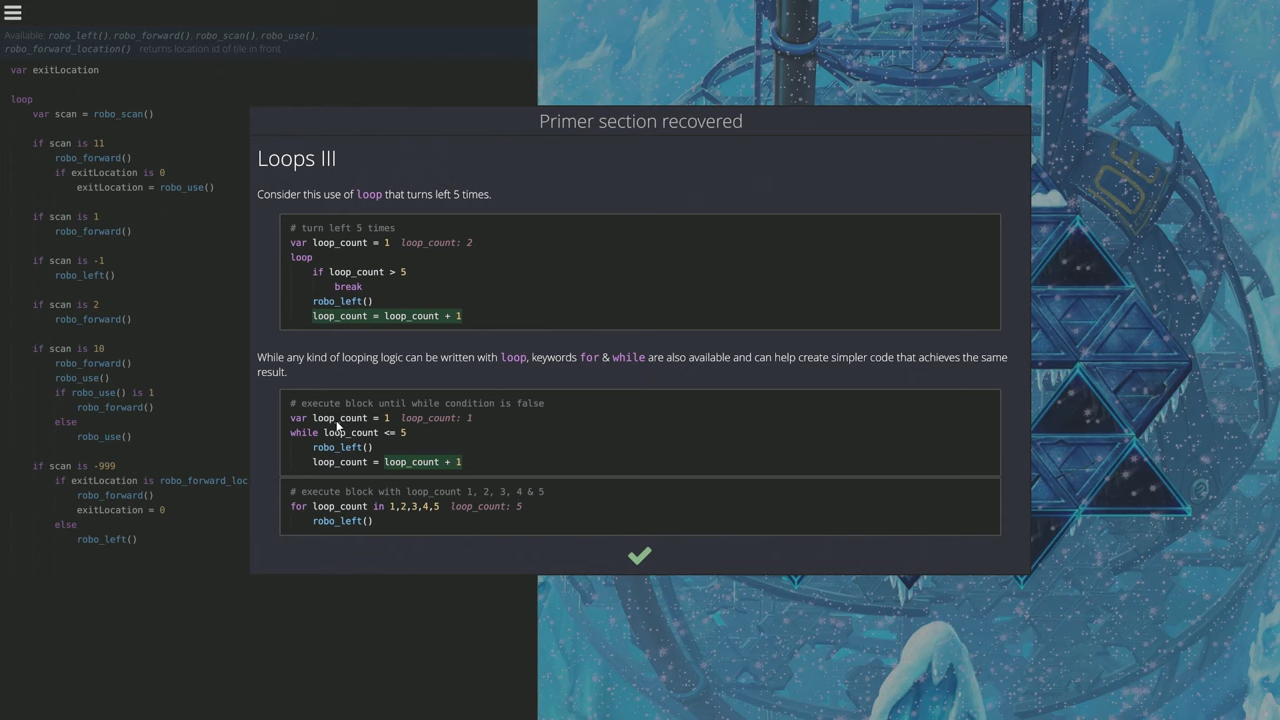 Available: robo_left(), robo_forward(), robo_scan(), robo_use(),
robo_forward_location() returns location id of tile in front
var exitLocation
loop
var scan = robo_scan()
if scan is 11
robo_forward()
if exitLocation is 0
exitLocation = robo_use()
if scan is 1
robo_forward()
if scan is -1
robo_left()
if scan is 2
robo_forward()
if scan is 10
robo_forward()
robo_use()
if robo_use() is 1
robo_forward()
else
robo_use()
if scan is -999
if exitLocation is robo_forward_loc
robo_forward()
exitLocation = 0
else
robo_left()
Primer section recovered
Loops III
Consider this use of loop that turns left 5 times.
# turn left 5 times
var loop_count = 1 loop_count: 2
loop
if loop_count > 5
break
robo_left()
loop_count = loop_count + 1
While any kind of looping logic can be written with loop, keywords for & while are also available and can help create simpler code that achieves the same
result.
# execute block until while condition is false
var loop_count = 1 loop_count: 1
while loop_count <= 5
robo_left()
loop_count = loop_count + 1
# execute block with loop_count 1, 2, 3, 4 & 5
for loop_count in 1,2,3,4,5 loop_count: 5
robo_left()